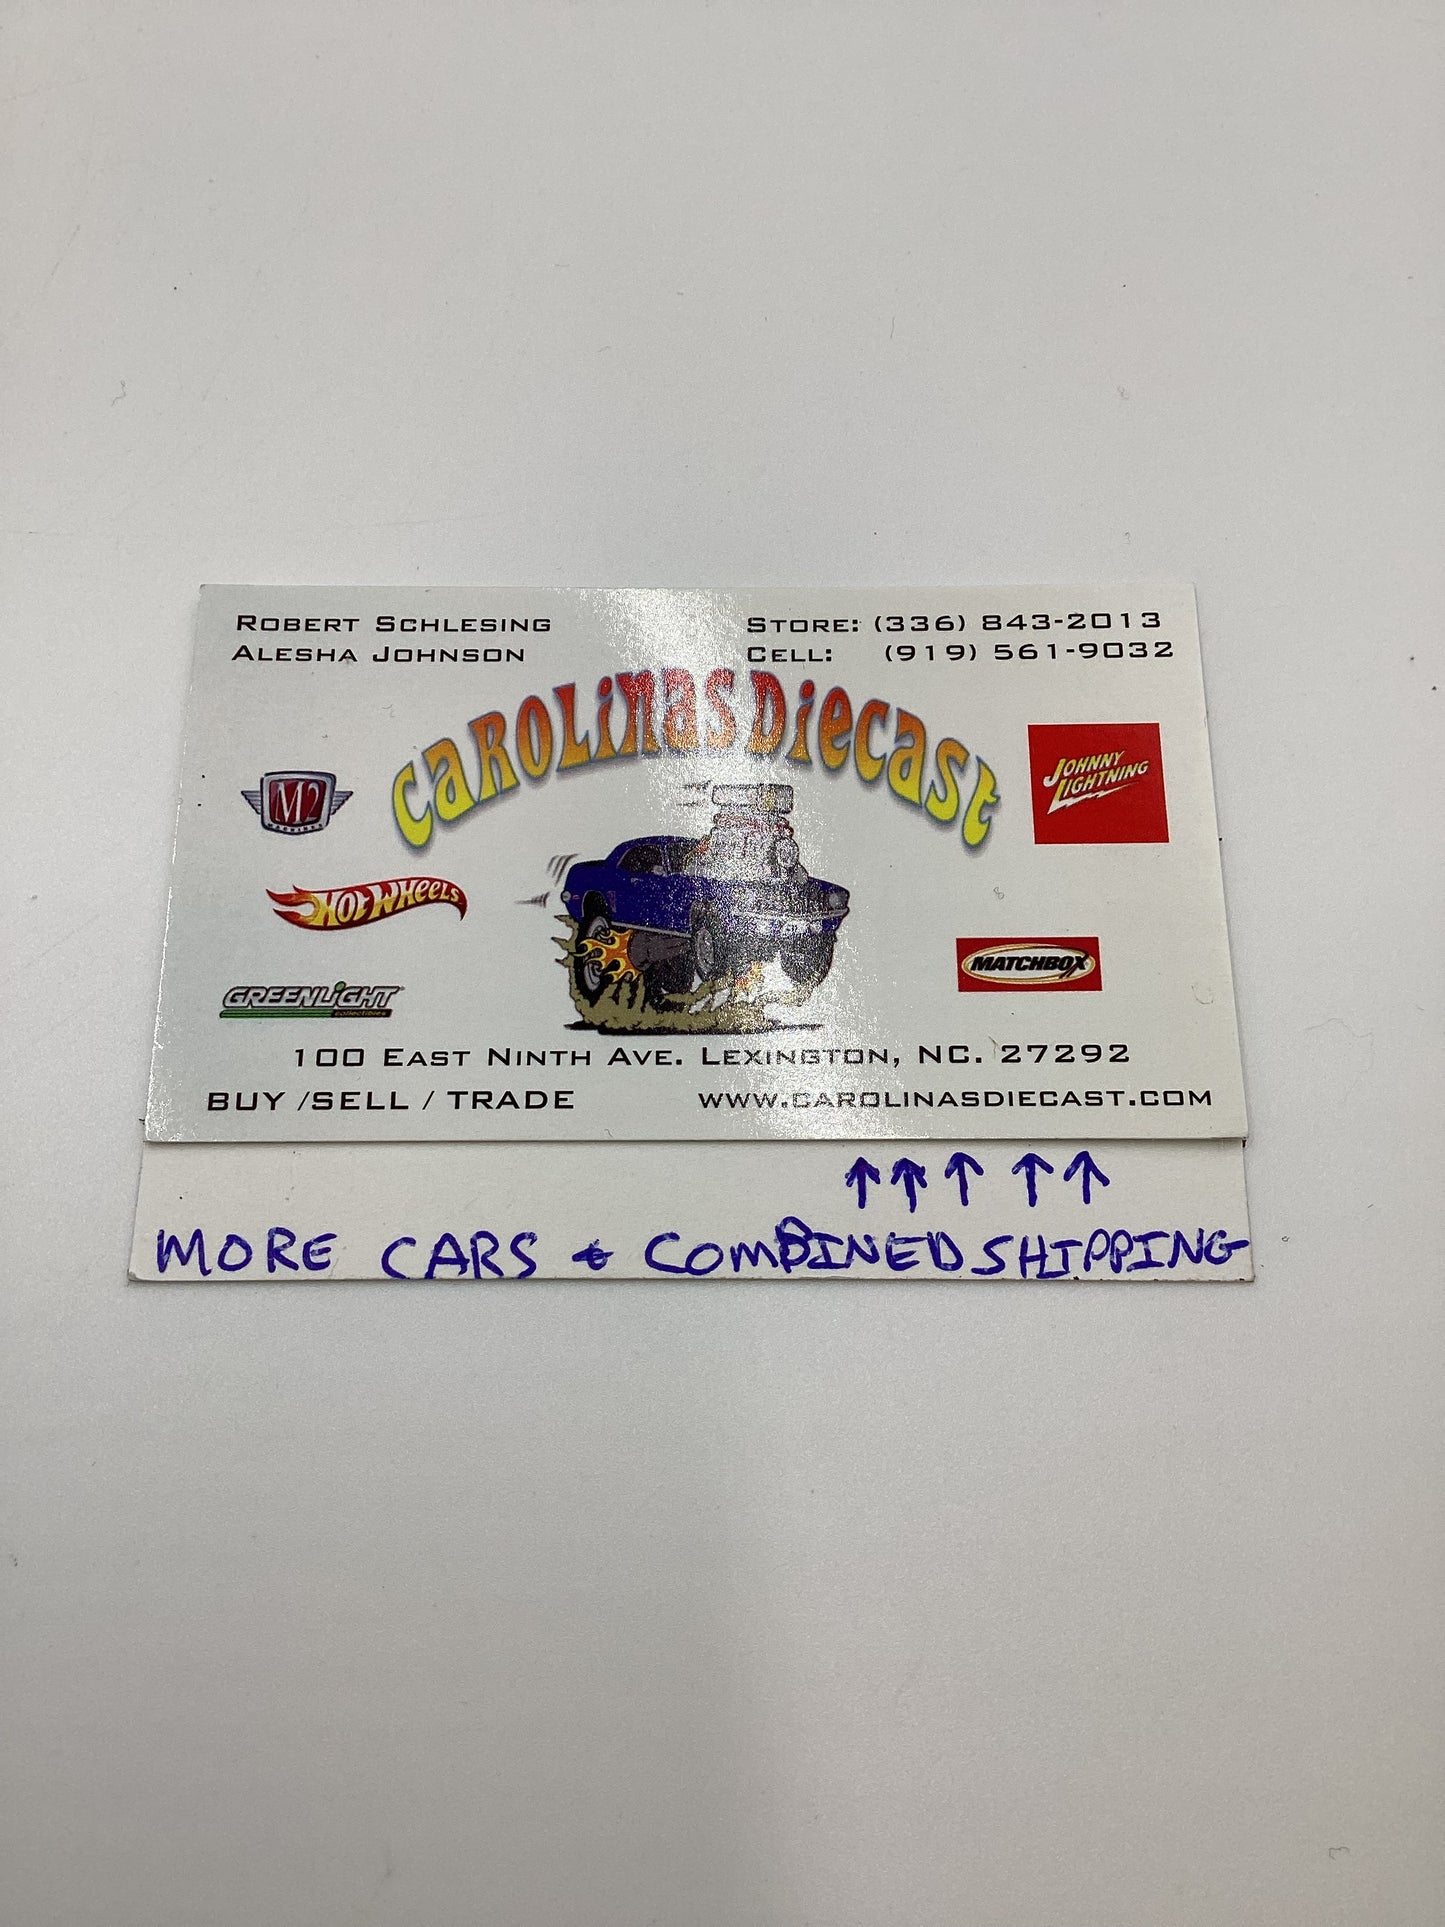 ROBERT SCHLESING
ALESHA JOHNSON
STORE: (336) 843-2013
CELL: (919) 561-9032
CAROLINAS DIECAST
M2
MACHINES
JOHNNY
LIGHTNING
HOT WHEELS
MATCHBOX
GREENLIGHT
collectibles
100 EAST NINTH AVE. LEXINGTON, NC. 27292
BUY /SELL / TRADE
WWW.CAROLINASDIECAST.COM
↑ ↑ ↑ ↑ ↑
MORE CARS & COMBINED SHIPPING